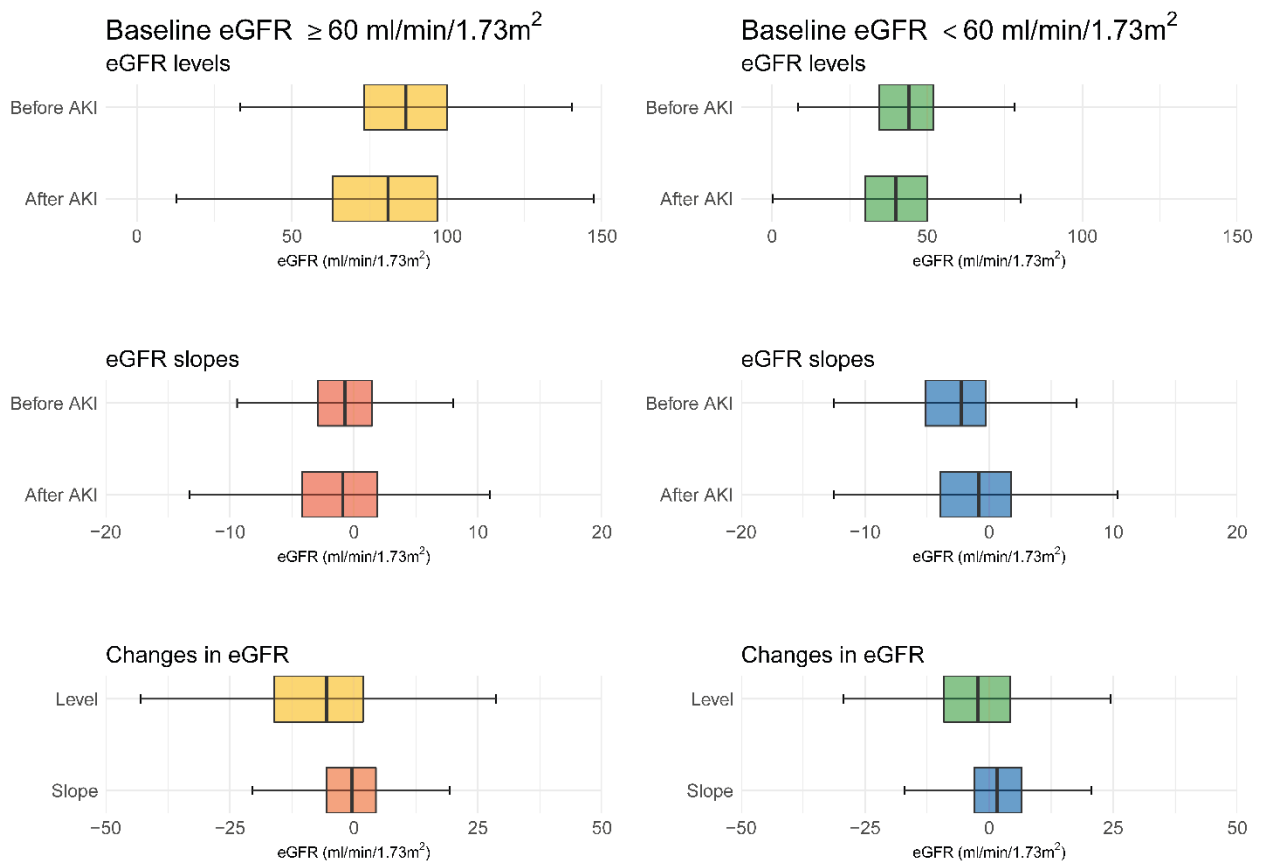 Baseline eGFR ≥ 60 ml/min/1.73m²
eGFR levels
Before AKI
After AKI
0 50 100 150
eGFR (ml/min/1.73m²)
eGFR slopes
Before AKI
After AKI
−20 −10 0 10 20
eGFR (ml/min/1.73m²)
Changes in eGFR
Level
Slope
−50 −25 0 25 50
eGFR (ml/min/1.73m²)
Baseline eGFR < 60 ml/min/1.73m²
eGFR levels
Before AKI
After AKI
0 50 100 150
eGFR (ml/min/1.73m²)
eGFR slopes
Before AKI
After AKI
−20 −10 0 10 20
eGFR (ml/min/1.73m²)
Changes in eGFR
Level
Slope
−50 −25 0 25 50
eGFR (ml/min/1.73m²)